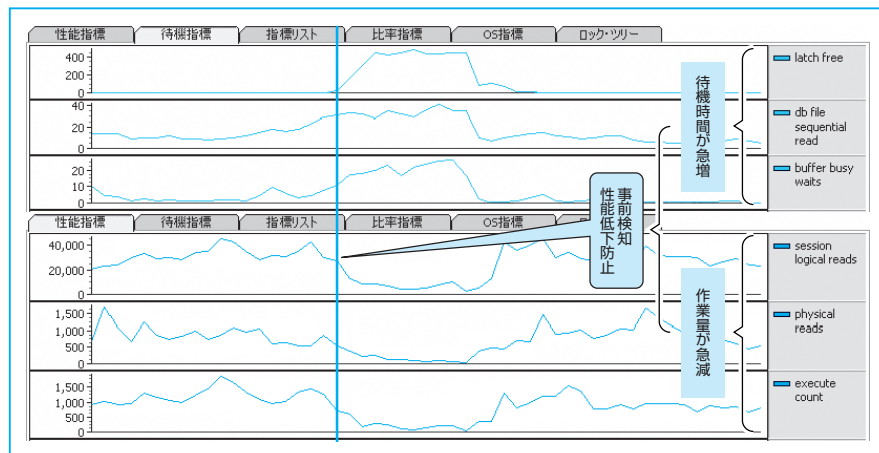 性能指標 待機指標 指標リスト 比率指標 OS指標 ロック・ツリー
400
200
0
latch free
40
20
0
db file
sequential
read
20
10
0
buffer busy
waits
待機時間が急増
事前検知
性能低下防止
性能指標 待機指標 指標リスト 比率指標 OS指標
40,000
20,000
0
session
logical reads
1,500
1,000
500
0
physical
reads
1,500
1,000
500
0
execute
count
作業量が急減